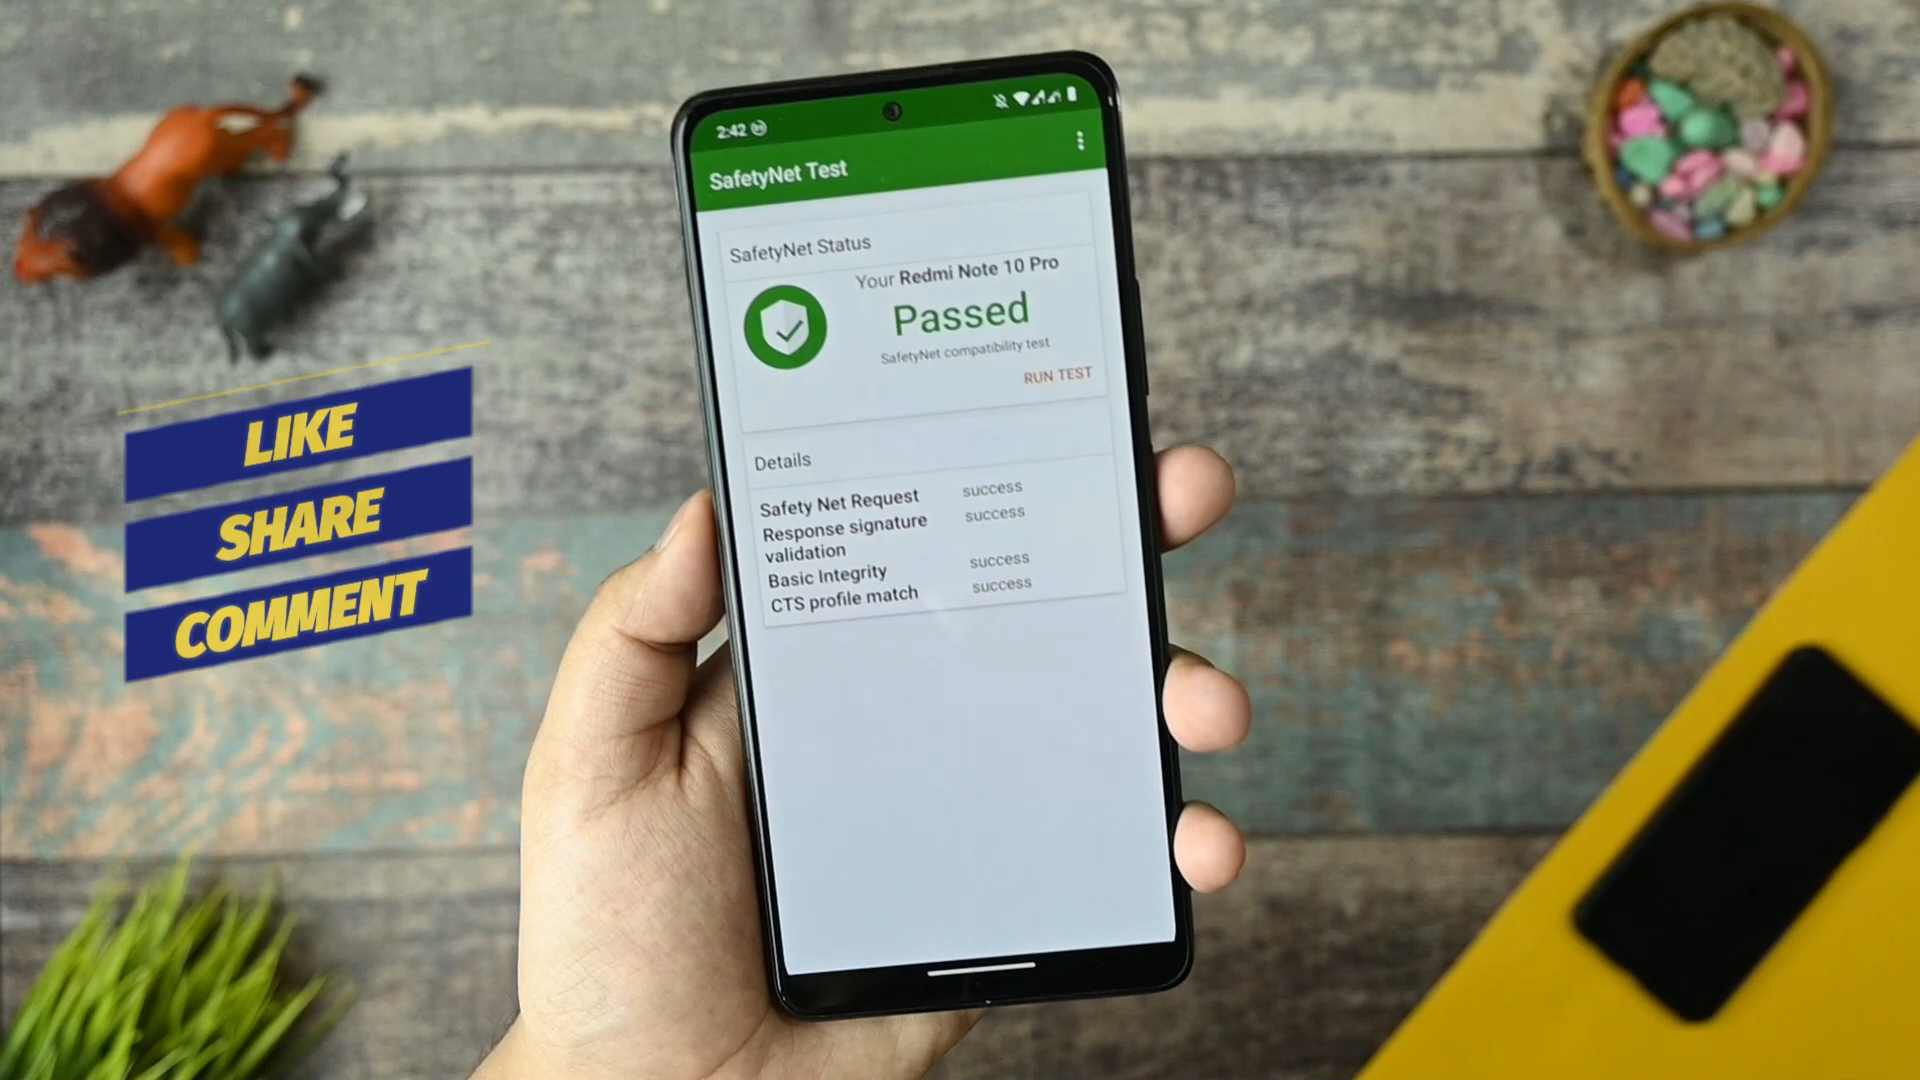 2:42
SafetyNet Test
SafetyNet Status
Your Redmi Note 10 Pro
Passed
SafetyNet compatibility test
RUN TEST
Details
Safety Net Request success
Response signature success
validation
Basic Integrity success
CTS profile match success
LIKE
SHARE
COMMENT